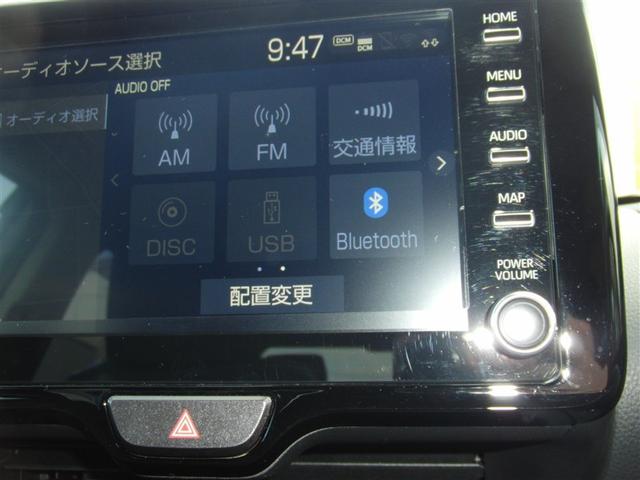 オーディオソース選択
9:47
DCM
DCM
AUDIO OFF
オーディオ選択
AM
FM
交通情報
DISC
USB
Bluetooth
配置変更
HOME
MENU
AUDIO
MAP
POWER
VOLUME